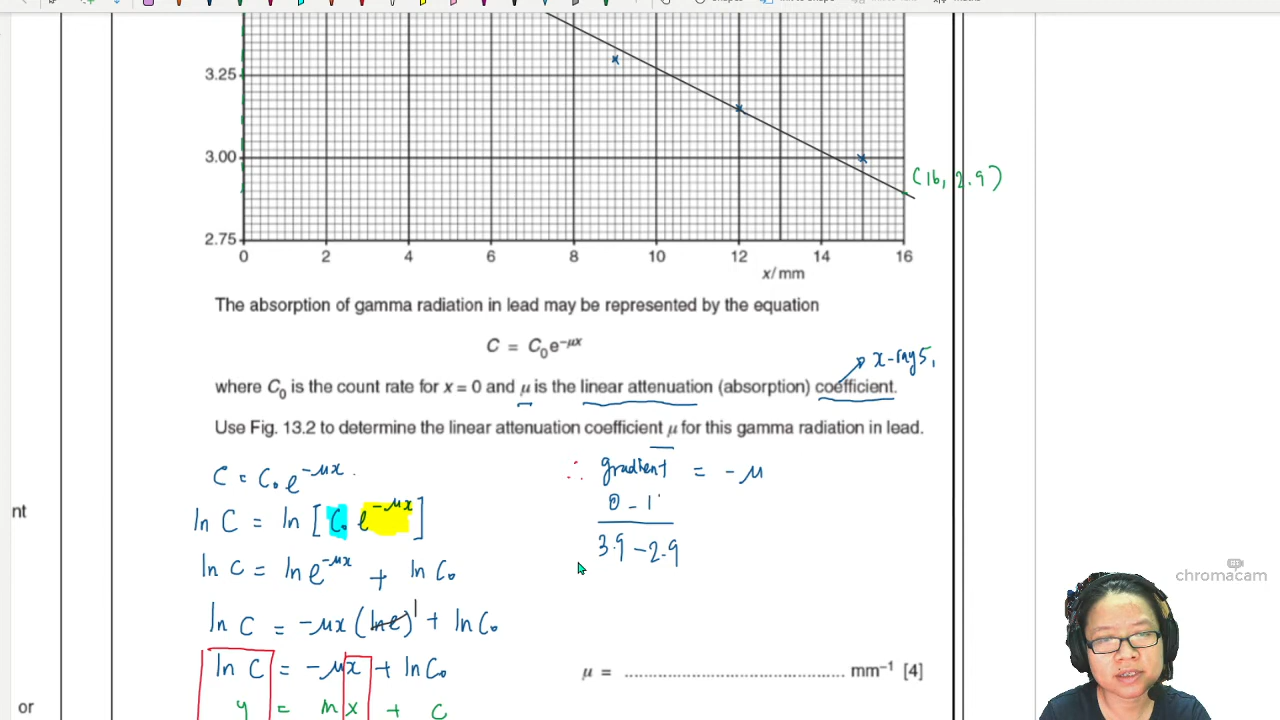 3.25
3.00
(16, 2.9)
2.75
0 2 4 6 8 10 12 14 16
x/mm
The absorption of gamma radiation in lead may be represented by the equation
C = C₀e⁻μx
x-rays,
where C₀ is the count rate for x = 0 and μ is the linear attenuation (absorption) coefficient.
Use Fig. 13.2 to determine the linear attenuation coefficient μ for this gamma radiation in lead.
C = C₀ e⁻μx
ln C = ln [C₀ e⁻μx]
ln C = ln e⁻μx + ln C₀
ln C = -μx (ln e)¹ + ln C₀
ln C = -μx + ln C₀
y = m x + c
∴ gradient = -μ
0 - 1
3.9 - 2.9
μ = ............................................ mm⁻¹ [4]
nt
or
chromacam